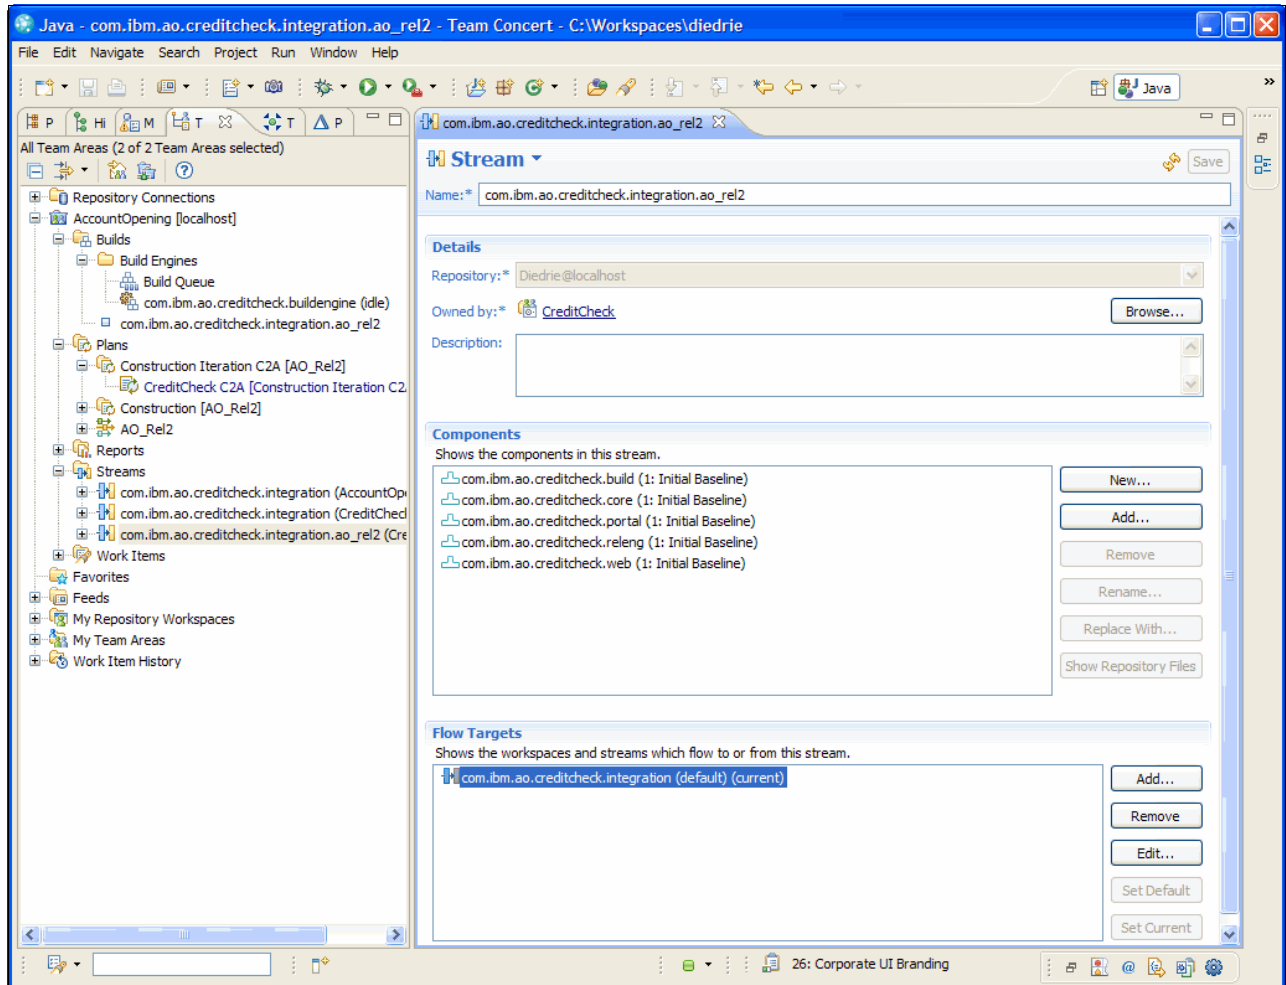 Java - com.ibm.ao.creditcheck.integration.ao_rel2 - Team Concert - C:\Workspaces\diedrie
File Edit Navigate Search Project Run Window Help
Java
P Hi M T T P
All Team Areas (2 of 2 Team Areas selected)
Repository Connections
AccountOpening [localhost]
Builds
Build Engines
Build Queue
com.ibm.ao.creditcheck.buildengine (idle)
com.ibm.ao.creditcheck.integration.ao_rel2
Plans
Construction Iteration C2A [AO_Rel2]
CreditCheck C2A [Construction Iteration C2
Construction [AO_Rel2]
AO_Rel2
Reports
Streams
com.ibm.ao.creditcheck.integration (AccountOp
com.ibm.ao.creditcheck.integration (CreditChec
com.ibm.ao.creditcheck.integration.ao_rel2 (Cre
Work Items
Favorites
Feeds
My Repository Workspaces
My Team Areas
Work Item History
com.ibm.ao.creditcheck.integration.ao_rel2
Stream
Save
Name:* com.ibm.ao.creditcheck.integration.ao_rel2
Details
Repository:* Diedrie@localhost
Owned by:* CreditCheck Browse...
Description:
Components
Shows the components in this stream.
com.ibm.ao.creditcheck.build (1: Initial Baseline)
com.ibm.ao.creditcheck.core (1: Initial Baseline)
com.ibm.ao.creditcheck.portal (1: Initial Baseline)
com.ibm.ao.creditcheck.releng (1: Initial Baseline)
com.ibm.ao.creditcheck.web (1: Initial Baseline)
New...
Add...
Remove
Rename...
Replace With...
Show Repository Files
Flow Targets
Shows the workspaces and streams which flow to or from this stream.
com.ibm.ao.creditcheck.integration (default) (current)
Add...
Remove
Edit...
Set Default
Set Current
26: Corporate UI Branding